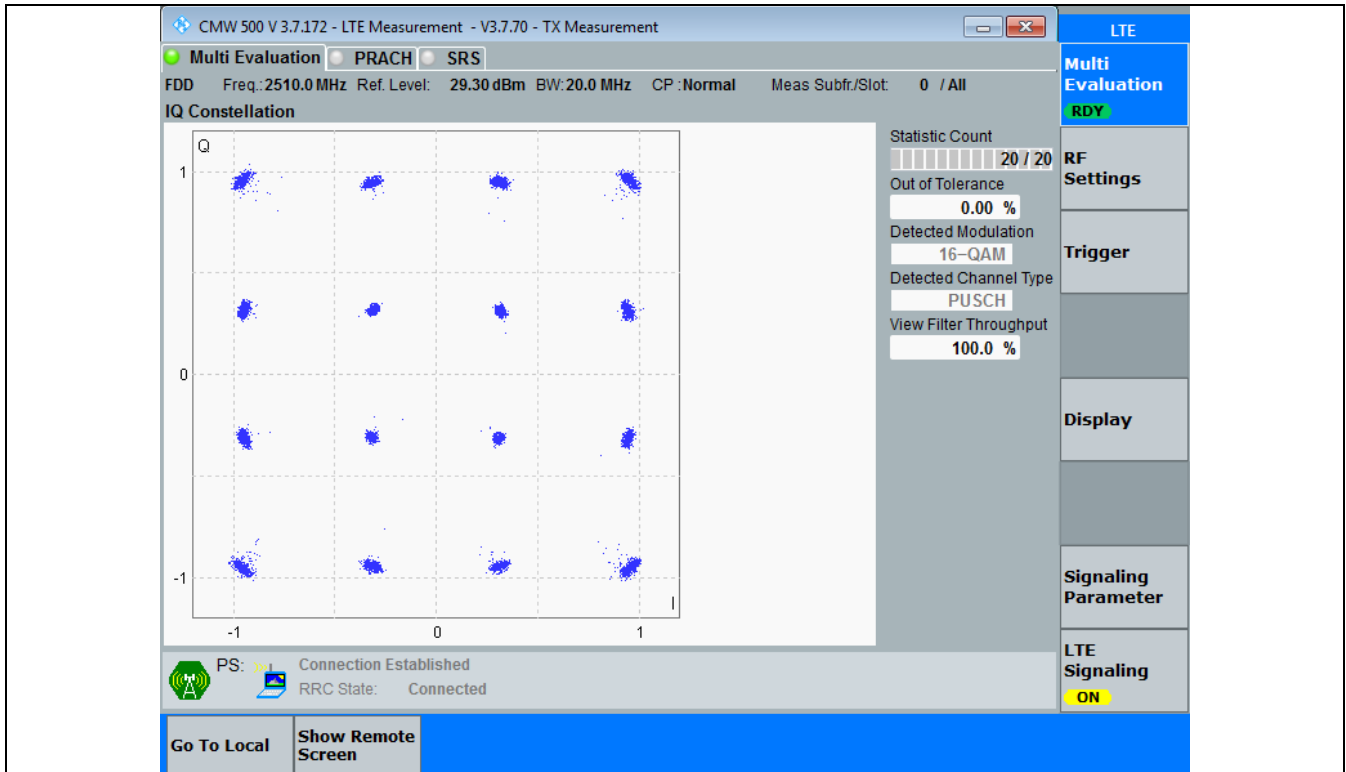 CMW 500 V 3.7.172 - LTE Measurement - V3.7.70 - TX Measurement
LTE
Multi Evaluation PRACH SRS
FDD Freq.:2510.0 MHz Ref. Level: 29.30 dBm BW:20.0 MHz CP :Normal Meas Subfr./Slot: 0 / All
IQ Constellation
Q
1
0
-1
-1 0 1
I
Statistic Count
20 / 20
Out of Tolerance
0.00 %
Detected Modulation
16-QAM
Detected Channel Type
PUSCH
View Filter Throughput
100.0 %
Multi
Evaluation
RDY
RF
Settings
Trigger
Display
Signaling
Parameter
LTE
Signaling
ON
PS: Connection Established
RRC State: Connected
Go To Local
Show Remote
Screen